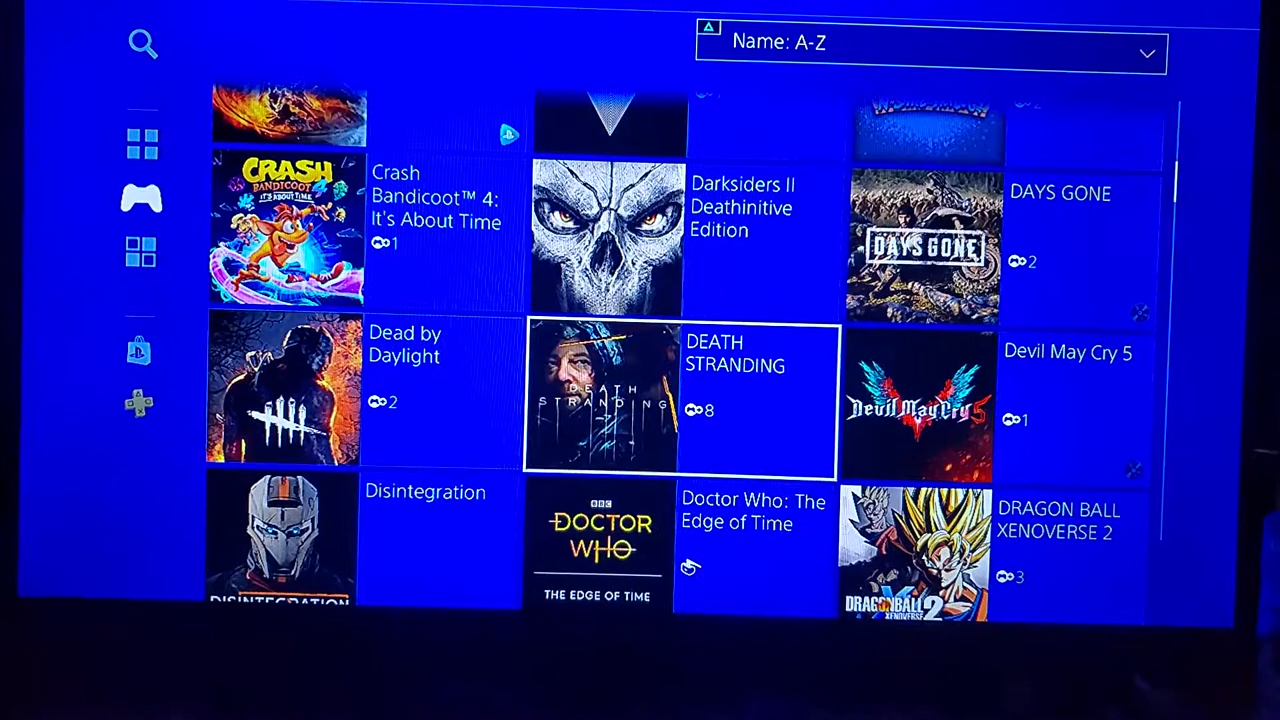 Name: A-Z
CRASH
BANDICOOT 4
IT'S ABOUT TIME
Crash
Bandicoot™ 4:
It's About Time
1
Darksiders II
Deathinitive
Edition
DAYS GONE
DAYS GONE
2
Dead by
Daylight
2
DEATH
STRANDING
DEATH
STRANDING
8
Devil May Cry 5
Devil May Cry 5
1
DISINTEGRATION
Disintegration
BBC
DOCTOR
WHO
THE EDGE OF TIME
Doctor Who: The
Edge of Time
DRAGONBALL
XENOVERSE 2
DRAGON BALL
XENOVERSE 2
3